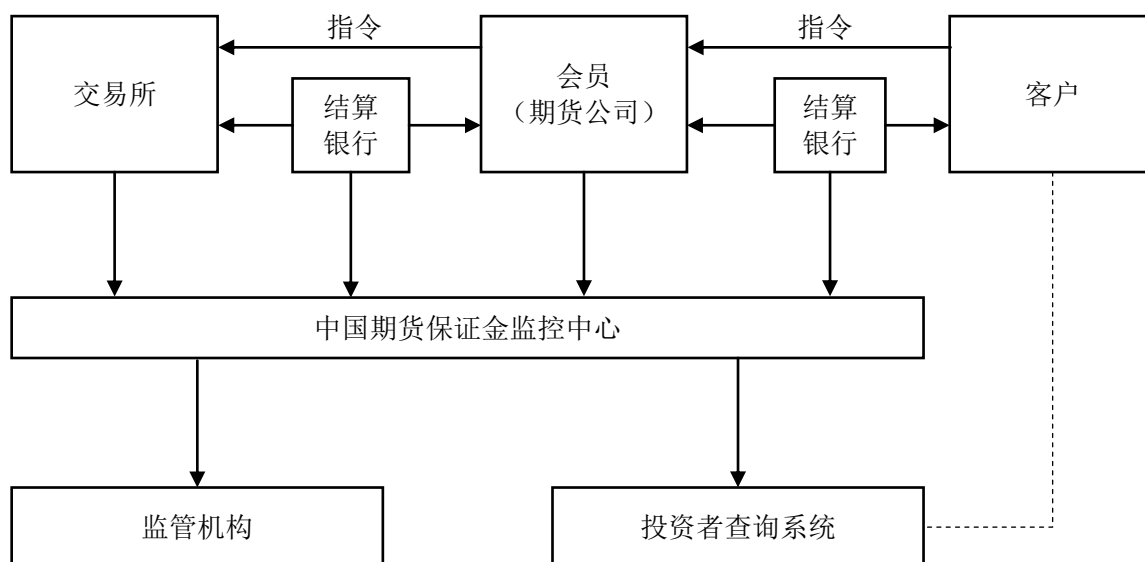 指令
指令
交易所
结算
银行
会员
（期货公司）
结算
银行
客户
中国期货保证金监控中心
监管机构
投资者查询系统